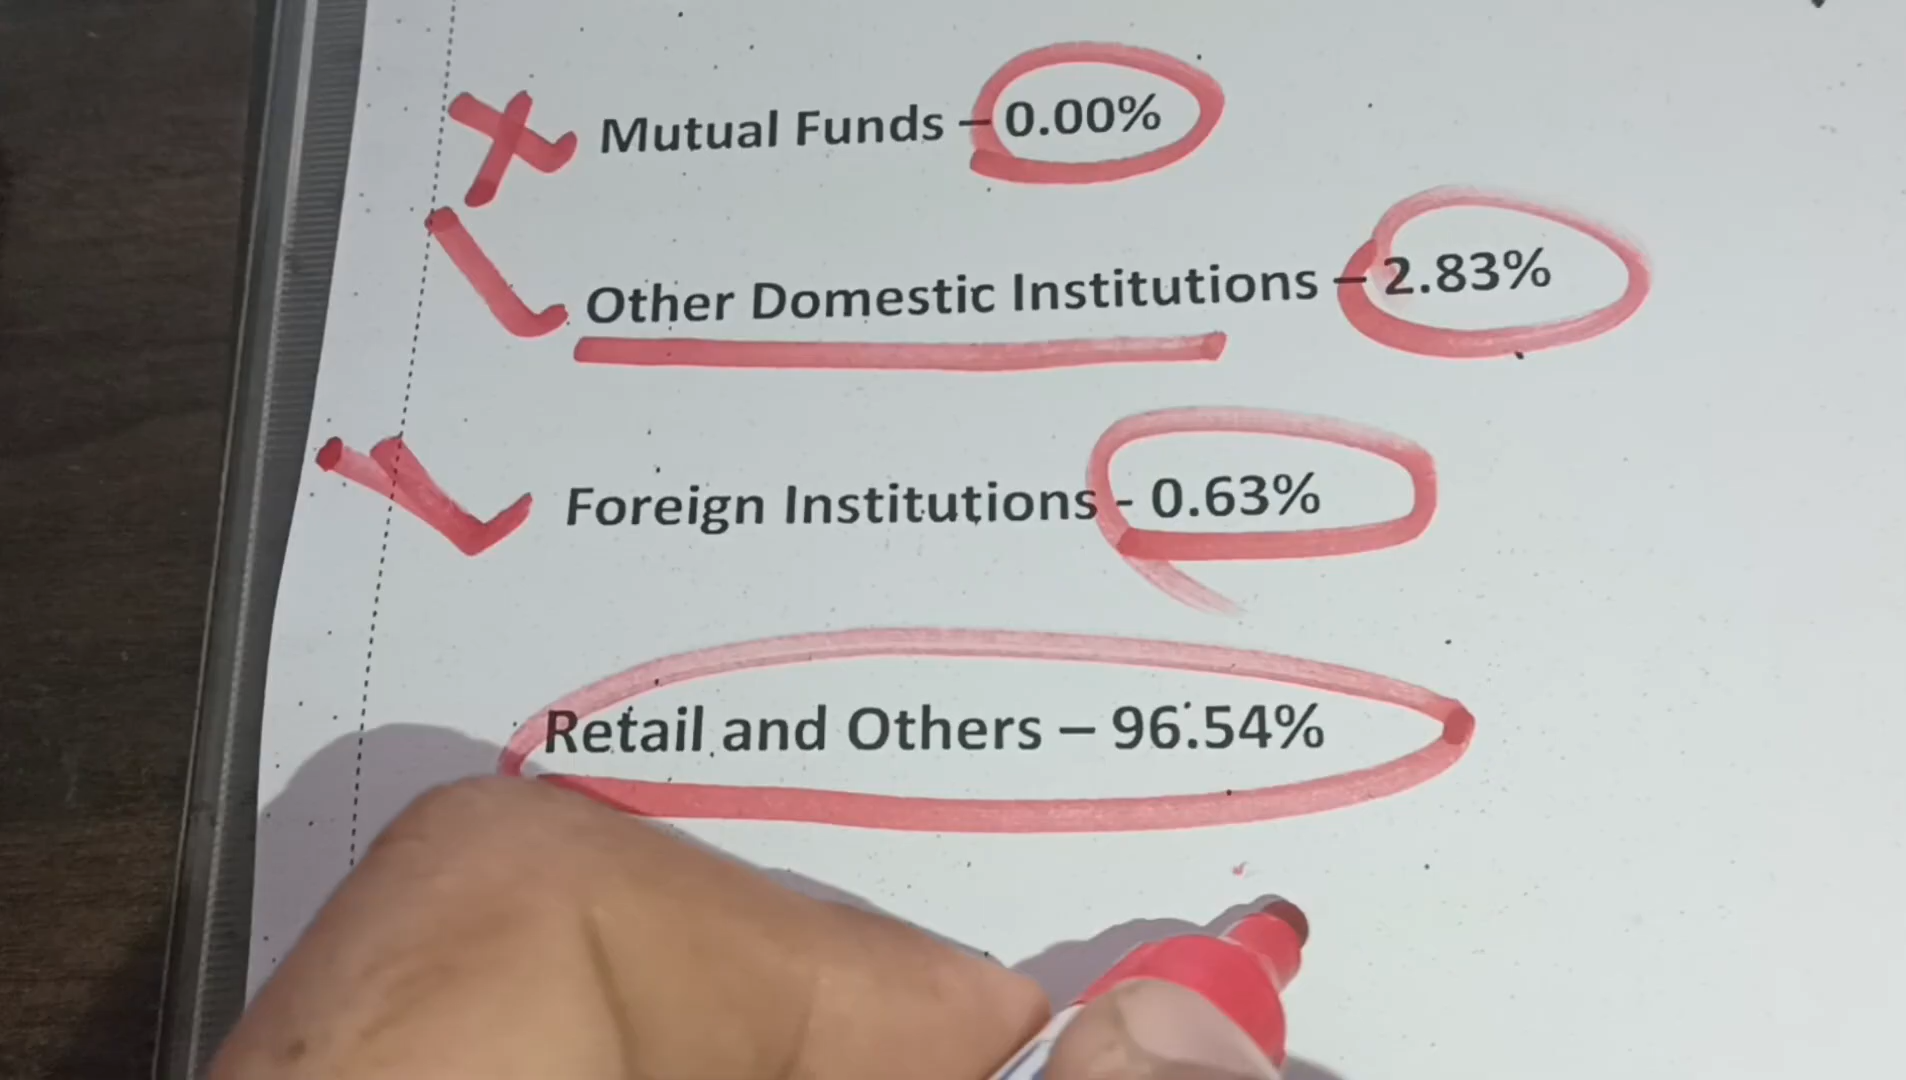 Mutual Funds – 0.00%
Other Domestic Institutions – 2.83%
Foreign Institutions - 0.63%
Retail and Others – 96.54%